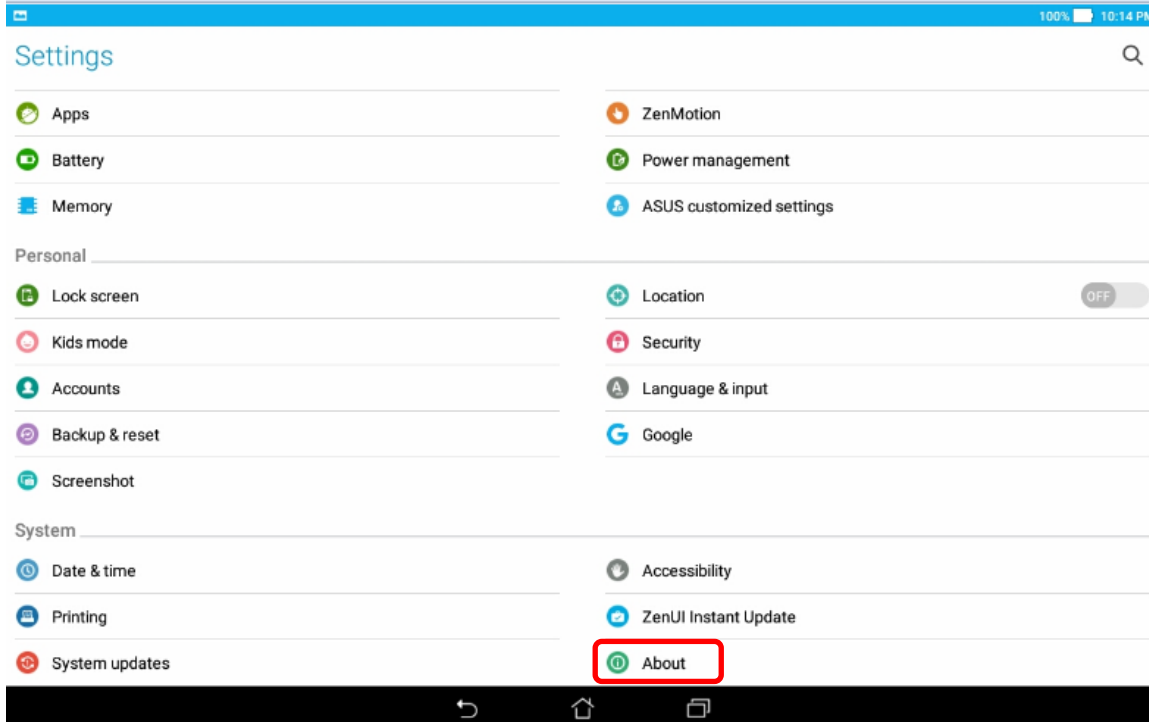 100% 10:14 PM
Settings
Apps
ZenMotion
Battery
Power management
Memory
ASUS customized settings
Personal
Lock screen
Location
OFF
Kids mode
Security
Accounts
Language & input
Backup & reset
Google
Screenshot
System
Date & time
Accessibility
Printing
ZenUI Instant Update
System updates
About